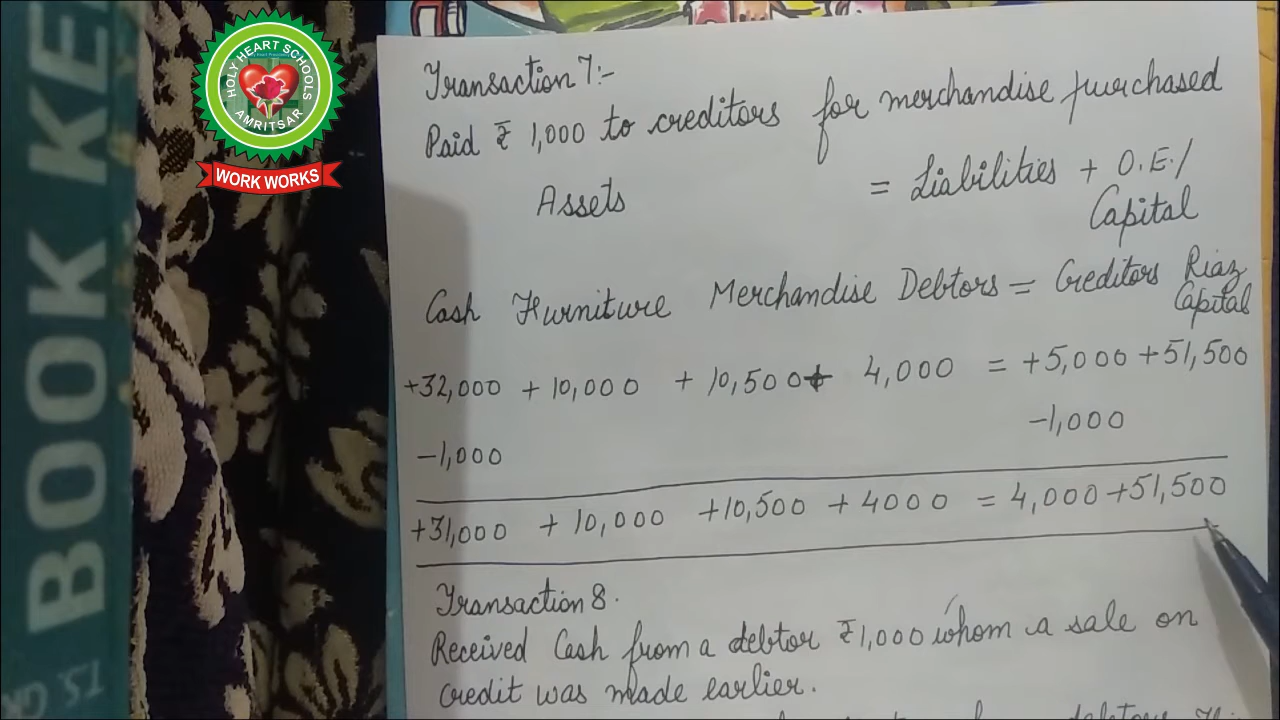 BOOK KE
HOLY HEART SCHOOLS
AMRITSAR
WORK WORKS
Transaction 7:-
Paid ₹ 1,000 to creditors for merchandise purchased
Assets = Liabilities + O.E./
Capital
Cash Furniture Merchandise Debtors = Creditors Riaz
Capital
+32,000 + 10,000 + 10,500 + 4,000 = +5,000 +51,500
-1,000 -1,000
+31,000 + 10,000 +10,500 + 4000 = 4,000 +51,500
Transaction 8.
Received Cash from a debtor ₹1,000 whom a sale on
credit was made earlier.